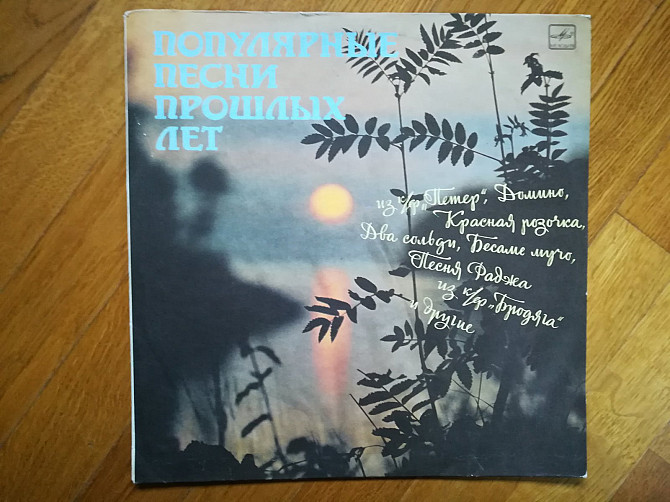 ПОПУЛЯРНЫЕ
ПЕСНИ
ПРОШЛЫХ
ЛЕТ
из к/ф „Петер", Домино,
Красная розочка,
Два сольди, Бесаме мучо,
Песня Раджа
из к/ф „Бродяга"
и другие